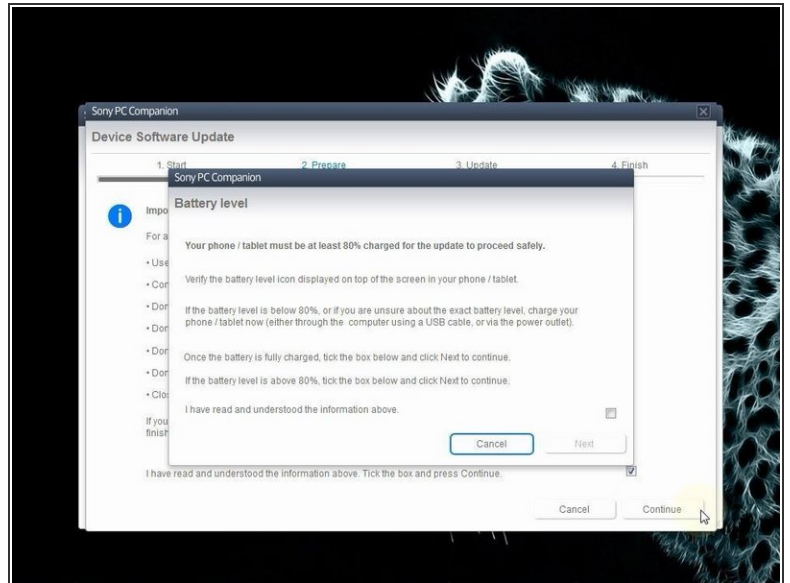 Sony PC Companion
Device Software Update
1. Start 2. Prepare 3. Update 4. Finish
Sony PC Companion
Battery level
Your phone / tablet must be at least 80% charged for the update to proceed safely.
Verify the battery level icon displayed on top of the screen in your phone / tablet.
If the battery level is below 80%, or if you are unsure about the exact battery level, charge your
phone / tablet now (either through the computer using a USB cable, or via the power outlet).
Once the battery is fully charged, tick the box below and click Next to continue.
If the battery level is above 80%, tick the box below and click Next to continue.
I have read and understood the information above.
Cancel Next
For a
• Use
If you
finish
I have read and understood the information above. Tick the box and press Continue.
Cancel Continue